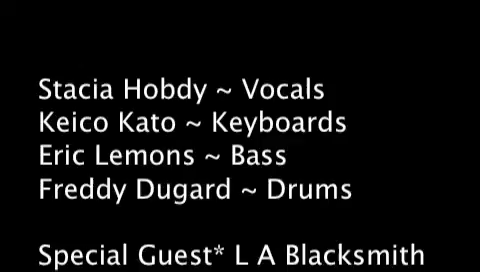 Stacia Hobdy ~ Vocals
Keico Kato ~ Keyboards
Eric Lemons ~ Bass
Freddy Dugard ~ Drums
Special Guest* L A Blacksmith